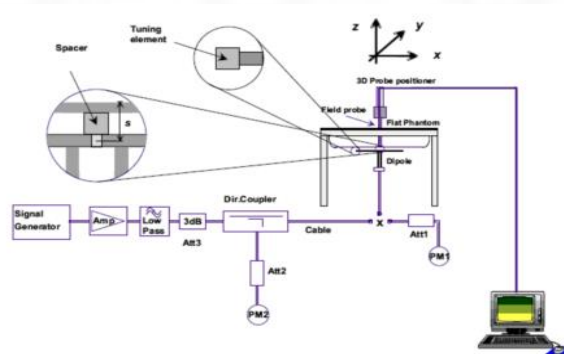 Tuning
element
Spacer
z
y
x
3D Probe positioner
Field probe
Flat Phantom
s
Dipole
Signal
Generator
Amp
Low
Pass
3dB
Att3
Dir.Coupler
Cable
x
Att1
PM1
Att2
PM2